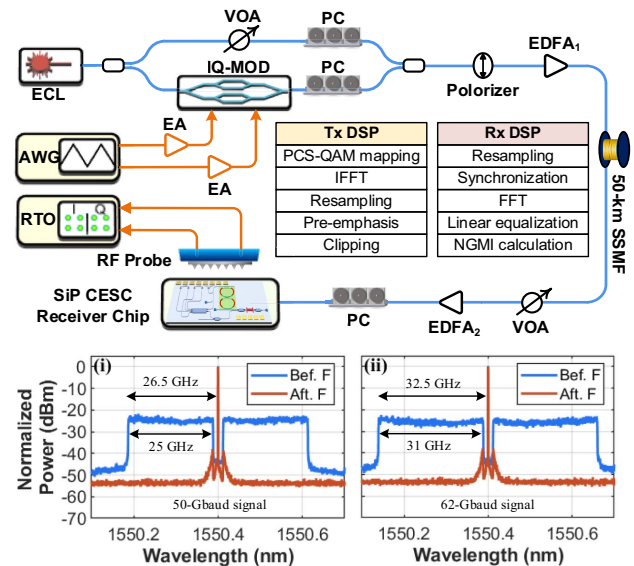 VOA
PC
EDFA1
ECL
IQ-MOD
PC
Polorizer
EA
AWG
EA
RTO
I Q
RF Probe
Tx DSP
PCS-QAM mapping
IFFT
Resampling
Pre-emphasis
Clipping
Rx DSP
Resampling
Synchronization
FFT
Linear equalization
NGMI calculation
50-km SSMF
SiP CESC
Receiver Chip
PC
EDFA2
VOA
Normalized
Power (dBm)
0
-10
-20
-30
-40
-50
-60
-70
(i)
26.5 GHz
25 GHz
Bef. F
Aft. F
50-Gbaud signal
1550.2 1550.4 1550.6
Wavelength (nm)
(ii)
32.5 GHz
31 GHz
Bef. F
Aft. F
62-Gbaud signal
1550.2 1550.4 1550.6
Wavelength (nm)